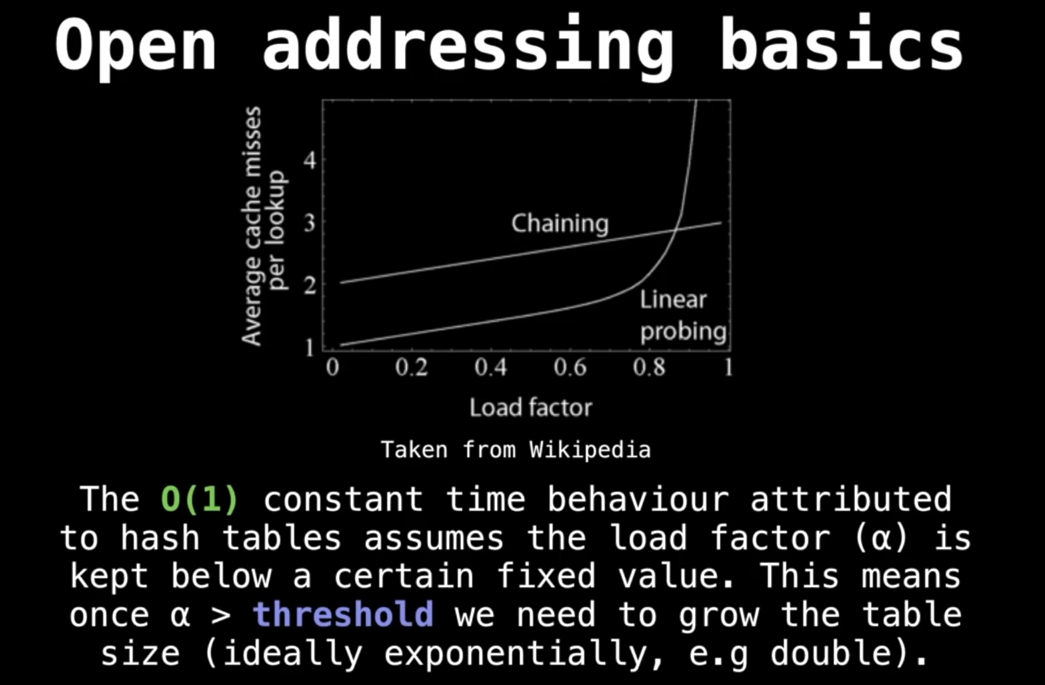 Open addressing basics
Average cache misses
per lookup
4
3
2
1
Chaining
Linear
probing
0 0.2 0.4 0.6 0.8 1
Load factor
Taken from Wikipedia
The O(1) constant time behaviour attributed
to hash tables assumes the load factor (α) is
kept below a certain fixed value. This means
once α > threshold we need to grow the table
size (ideally exponentially, e.g double).